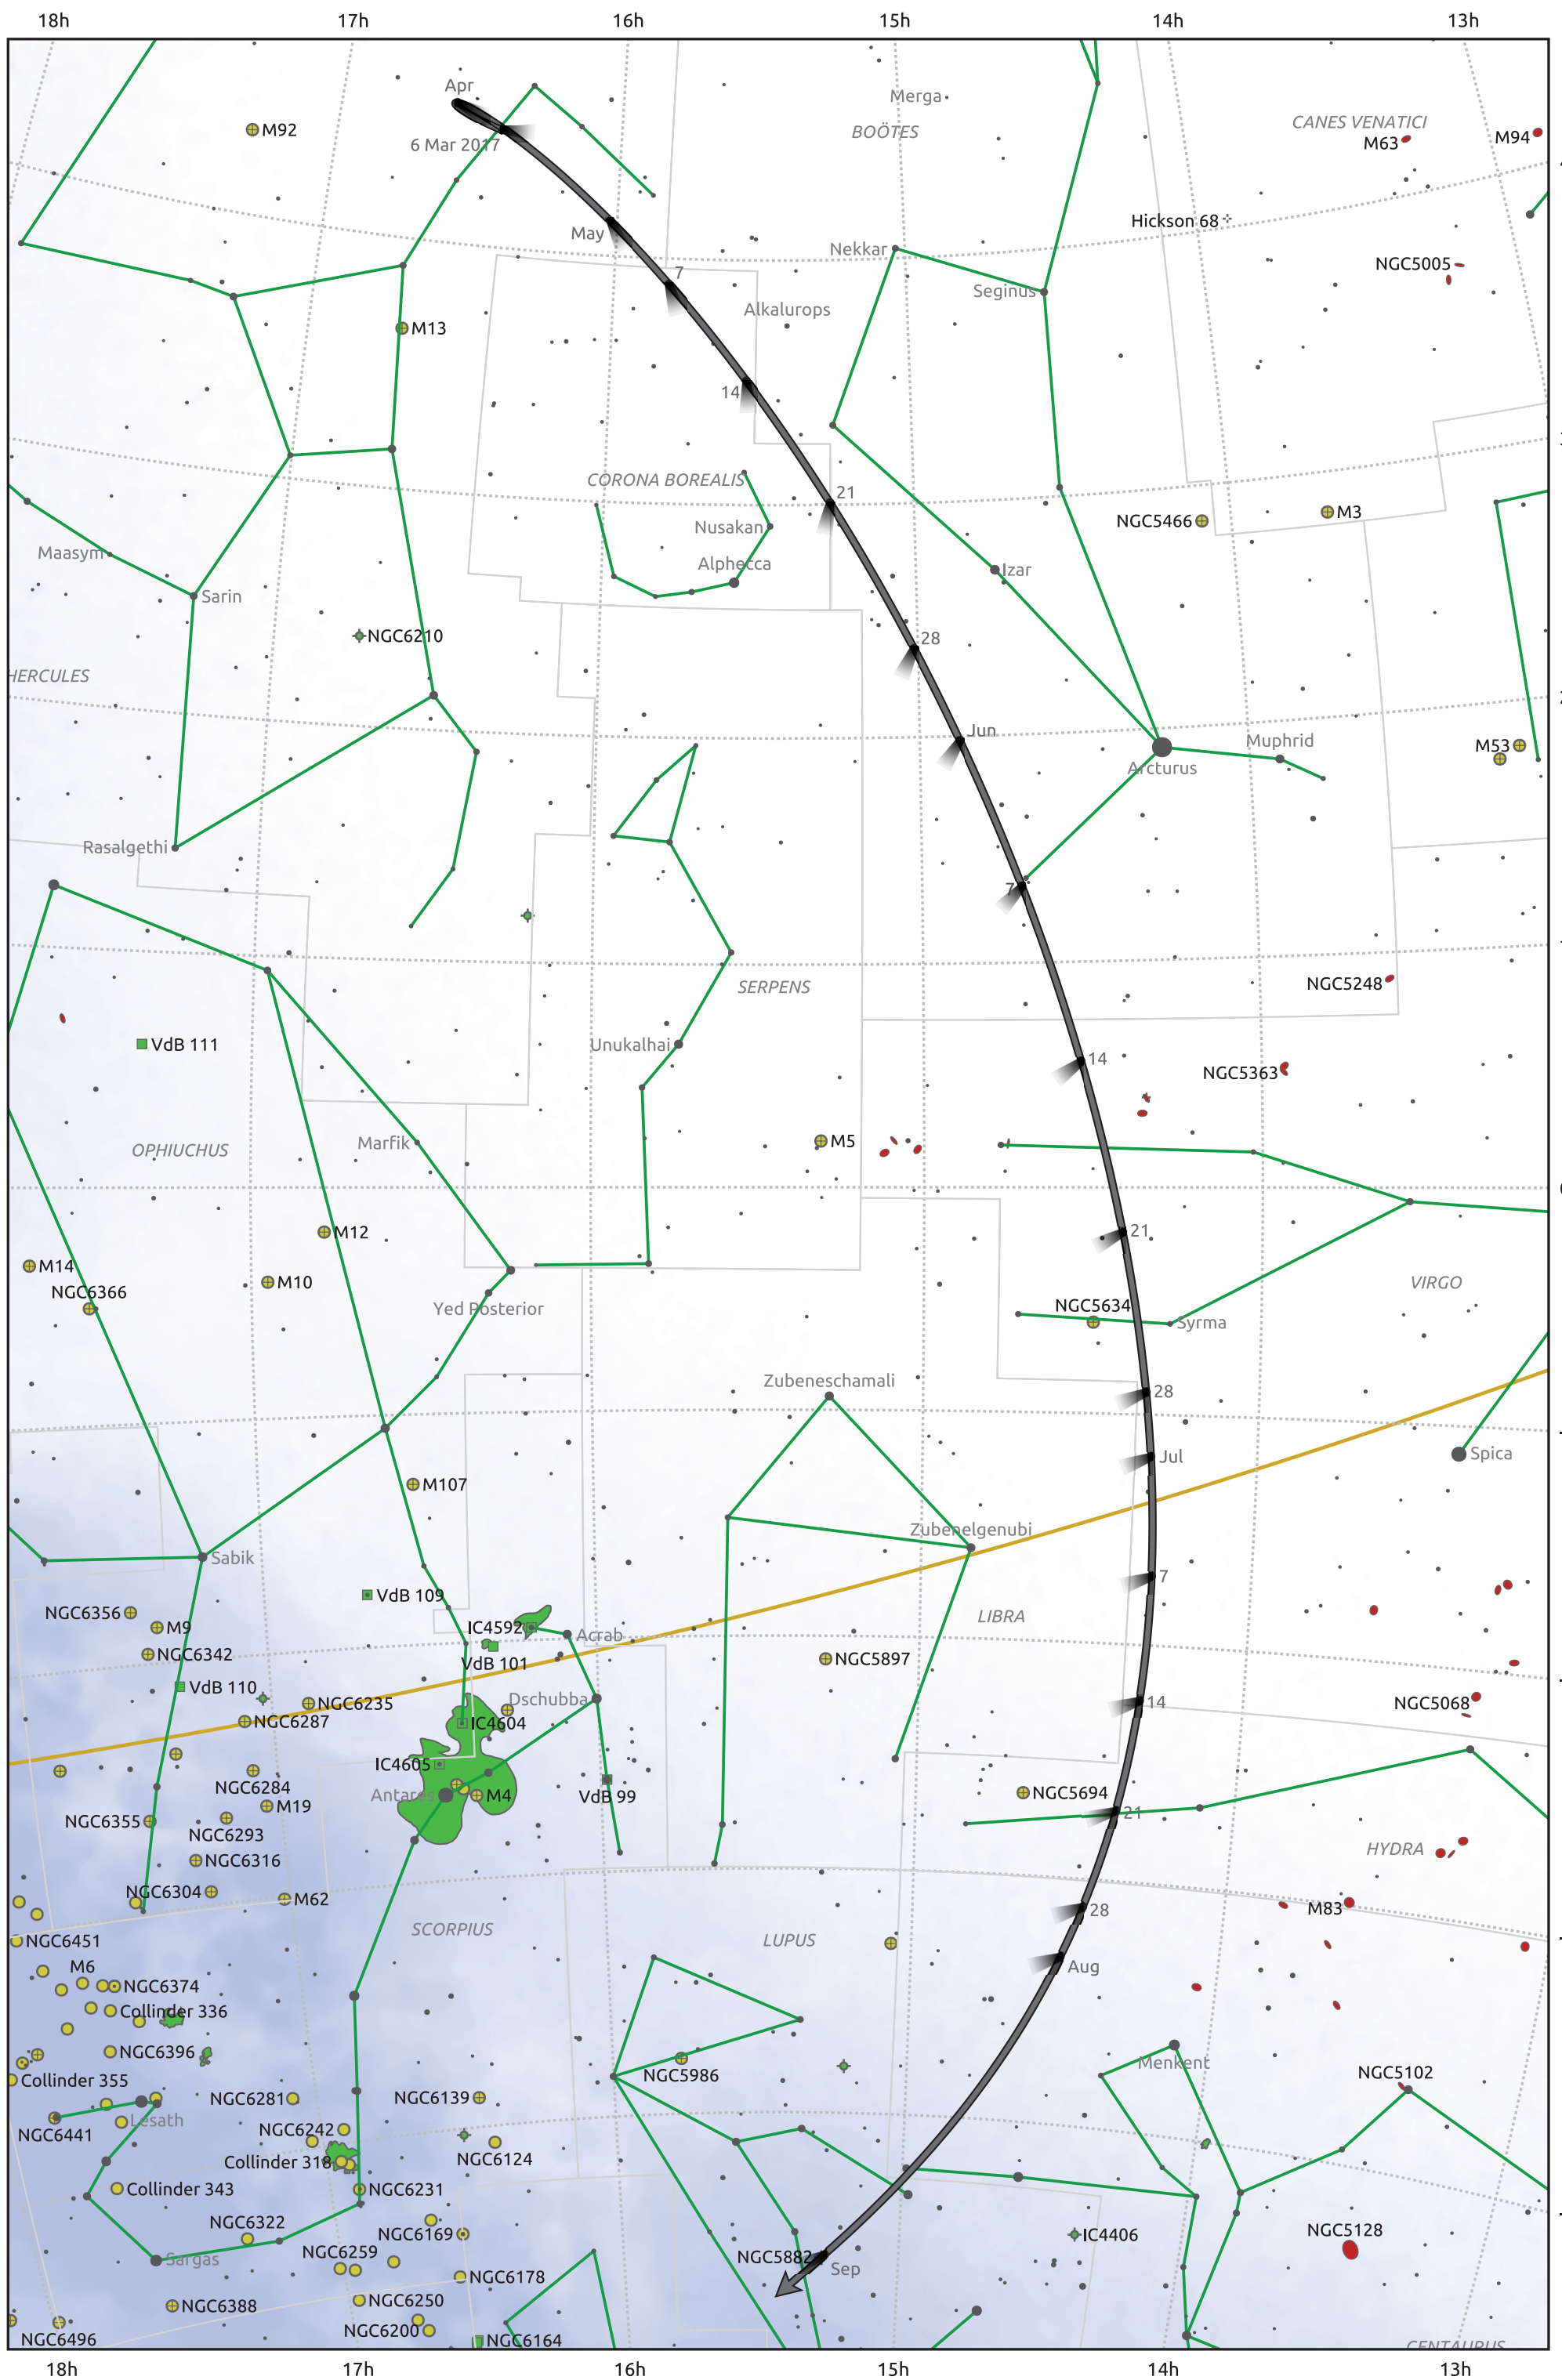 18h 17h 16h 15h 14h 13h
Apr
Merga
BOÖTES
CANES VENATICI
M92
M63
M94
6 Mar 2017
Hickson 68
May
Nekkar
NGC5005
7
Seginus
Alkalurops
M13
14
CORONA BOREALIS
21
NGC5466
M3
Nusakan
Maasym
Alphecca
Izar
Sarin
NGC6210
28
HERCULES
Jun
Muphrid
M53
Arcturus
Rasalgethi
7
NGC5248
SERPENS
VdB 111
Unukalhai
14
NGC5363
OPHIUCHUS
Marfik
M5
M12
21
M14
M10
NGC6366
VIRGO
Yed Posterior
NGC5634
Syrma
Zubeneschamali
28
Jul
Spica
M107
Zubenelgenubi
Sabik
7
VdB 109
NGC6356
M9
IC4592
Acrab
LIBRA
NGC6342
VdB 101
NGC5897
VdB 110
NGC6235
Dschubba
14
NGC5068
NGC6287
IC4604
IC4605
NGC6284
Antares
M4
VdB 99
NGC5694
M19
NGC6355
NGC6293
21
HYDRA
NGC6316
NGC6304
M62
M83
28
SCORPIUS
LUPUS
NGC6451
M6
Aug
NGC6374
Collinder 336
NGC6396
Menkent
NGC5986
NGC5102
Collinder 355
NGC6281
NGC6139
Lesath
NGC6441
NGC6242
NGC6124
Collinder 318
Collinder 343
NGC6231
NGC6322
NGC6169
IC4406
NGC5128
NGC6259
NGC5882
Sargas
Sep
NGC6178
NGC6250
NGC6388
NGC6200
NGC6496
NGC6164
CENTAURUS
18h 17h 16h 15h 14h 13h